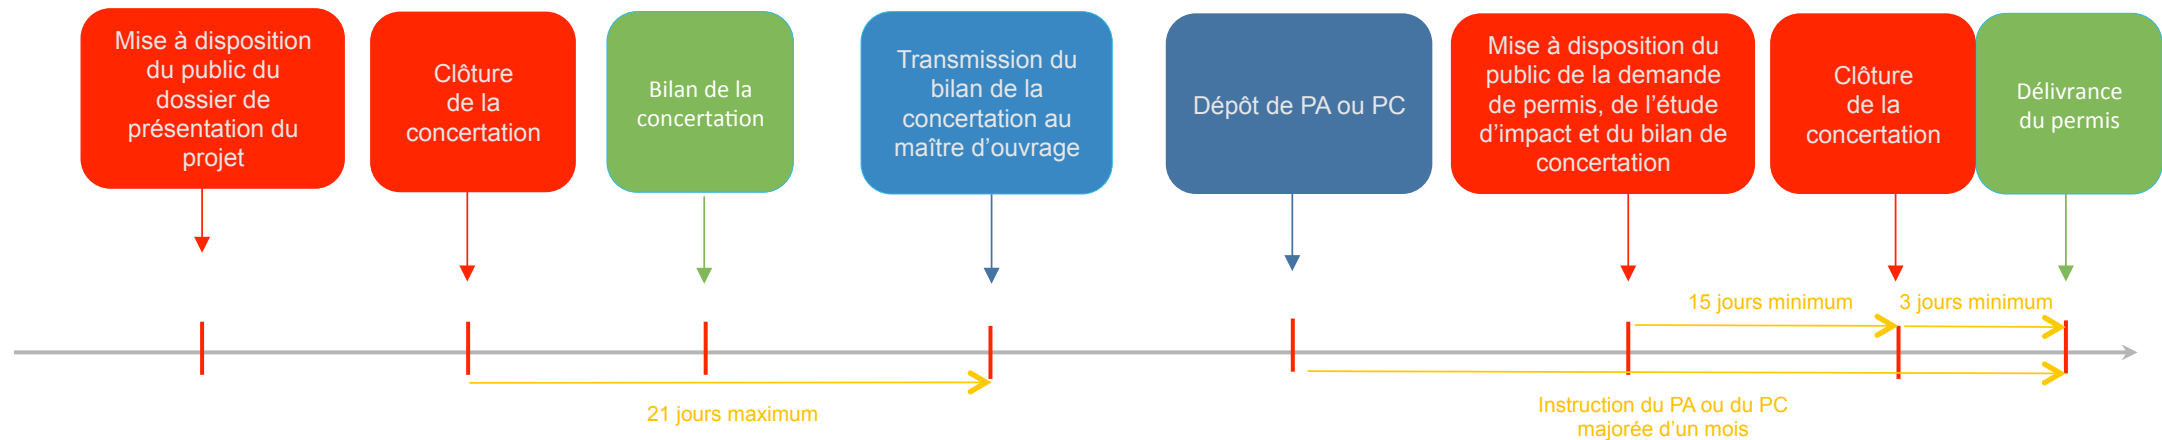 Mise à disposition
du public du
dossier de
présentation du
projet
Clôture
de la
concertation
Bilan de la
concertation
Transmission du
bilan de la
concertation au
maître d’ouvrage
Dépôt de PA ou PC
Mise à disposition du
public de la demande
de permis, de l’étude
d’impact et du bilan de
concertation
Clôture
de la
concertation
Délivrance
du permis
15 jours minimum
3 jours minimum
21 jours maximum
Instruction du PA ou du PC
majorée d’un mois